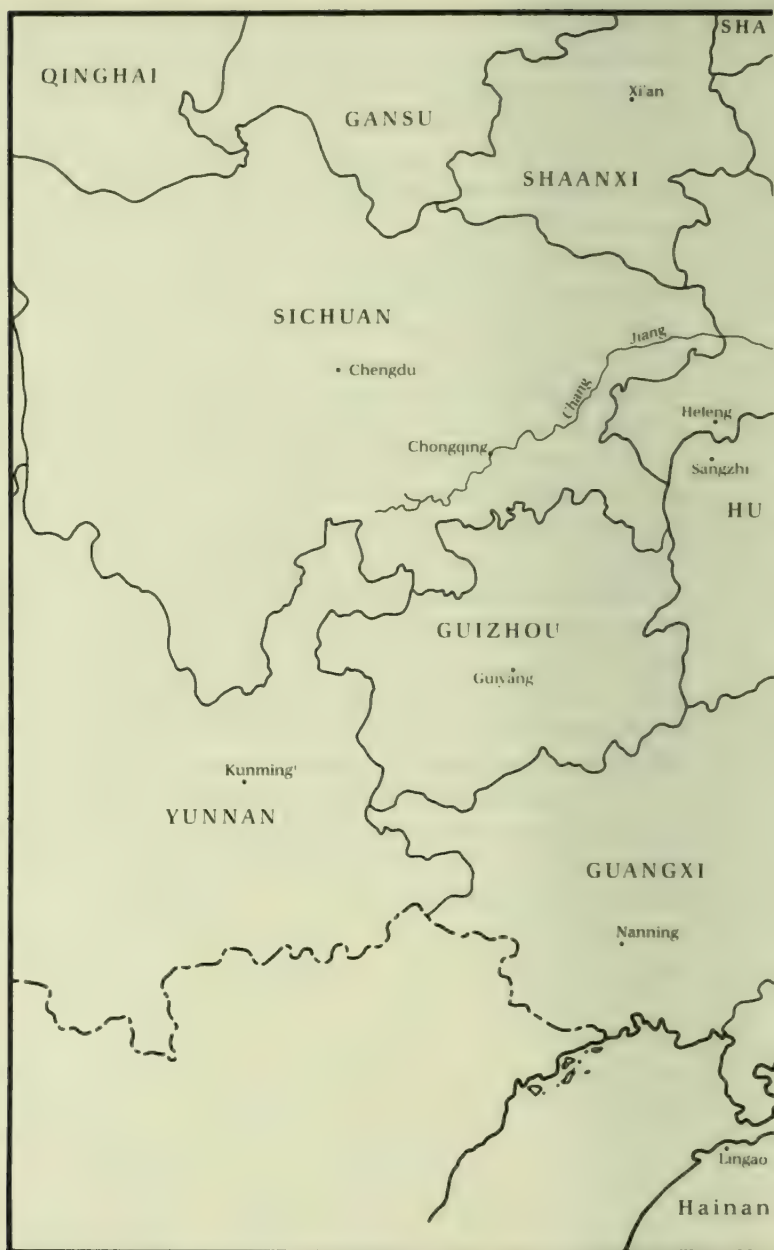 SHA
QINGHAI
Xi'an
GANSU
SHAANXI
SICHUAN
Jiang
Chengdu
Chang
Heleng
Chongqing
Sangzhi
HU
GUIZHOU
Guiyang
Kunming
YUNNAN
GUANGXI
Nanning
Lingao
Hainan